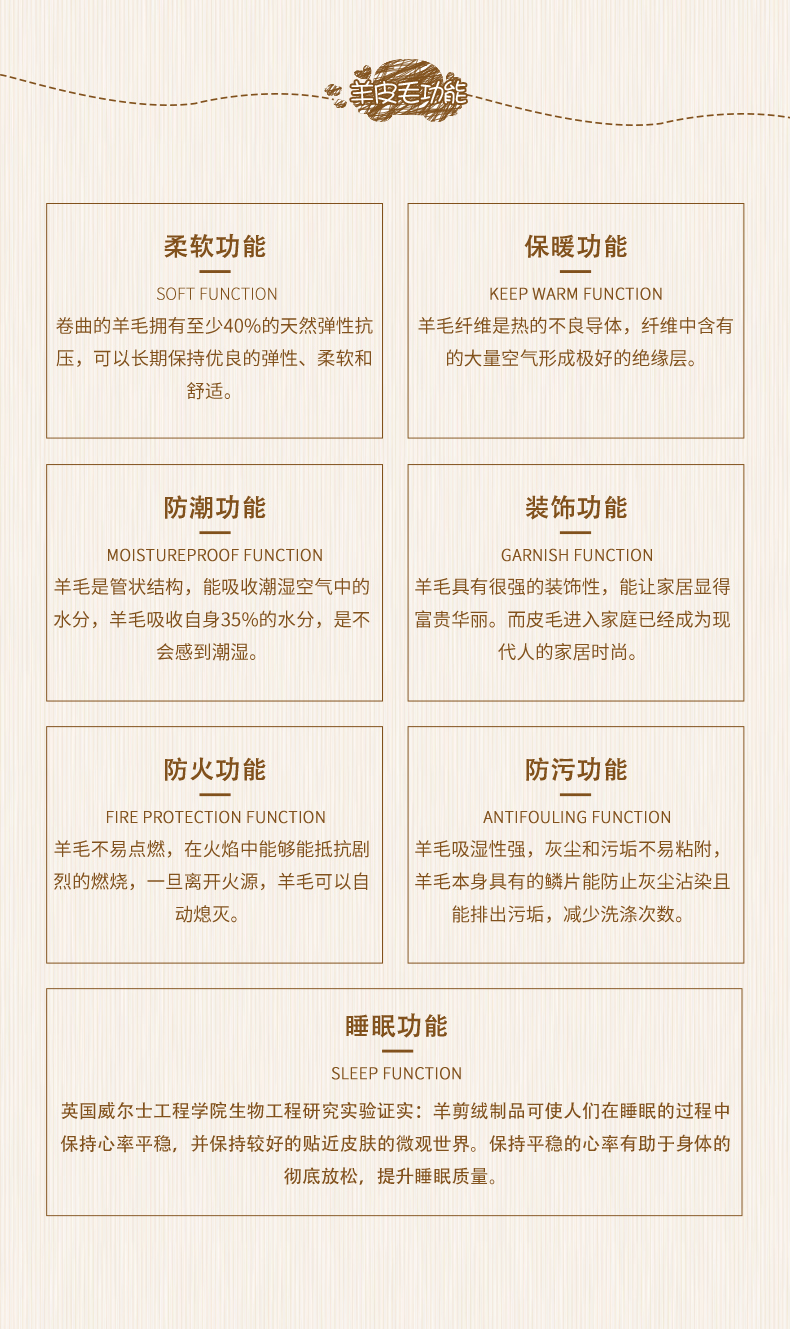 羊皮毛功能
柔软功能
SOFT FUNCTION
卷曲的羊毛拥有至少40%的天然弹性抗
压，可以长期保持优良的弹性、柔软和
舒适。
保暖功能
KEEP WARM FUNCTION
羊毛纤维是热的不良导体，纤维中含有
的大量空气形成极好的绝缘层。
防潮功能
MOISTUREPROOF FUNCTION
羊毛是管状结构，能吸收潮湿空气中的
水分，羊毛吸收自身35%的水分，是不
会感到潮湿。
装饰功能
GARNISH FUNCTION
羊毛具有很强的装饰性，能让家居显得
富贵华丽。而皮毛进入家庭已经成为现
代人的家居时尚。
防火功能
FIRE PROTECTION FUNCTION
羊毛不易点燃，在火焰中能够能抵抗剧
烈的燃烧，一旦离开火源，羊毛可以自
动熄灭。
防污功能
ANTIFOULING FUNCTION
羊毛吸湿性强，灰尘和污垢不易粘附，
羊毛本身具有的鳞片能防止灰尘沾染且
能排出污垢，减少洗涤次数。
睡眠功能
SLEEP FUNCTION
英国威尔士工程学院生物工程研究实验证实：羊剪绒制品可使人们在睡眠的过程中
保持心率平稳，并保持较好的贴近皮肤的微观世界。保持平稳的心率有助于身体的
彻底放松，提升睡眠质量。